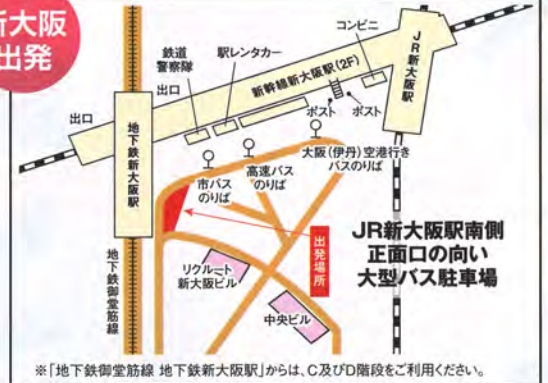 新大阪
出発
コンビニ
鉄道
警察隊
駅レンタカー
新幹線新大阪駅(2F)
JR新大阪駅
出口
出口
ポスト
ポスト
地下鉄新大阪駅
大阪(伊丹)空港行き
バスのりば
高速バス
のりば
市バス
のりば
JR新大阪駅南側
正面口の向い
大型バス駐車場
出発場所
地下鉄御堂筋線
リクルート
新大阪ビル
中央ビル
※「地下鉄御堂筋線 地下鉄新大阪駅」からは、C及びD階段をご利用ください。